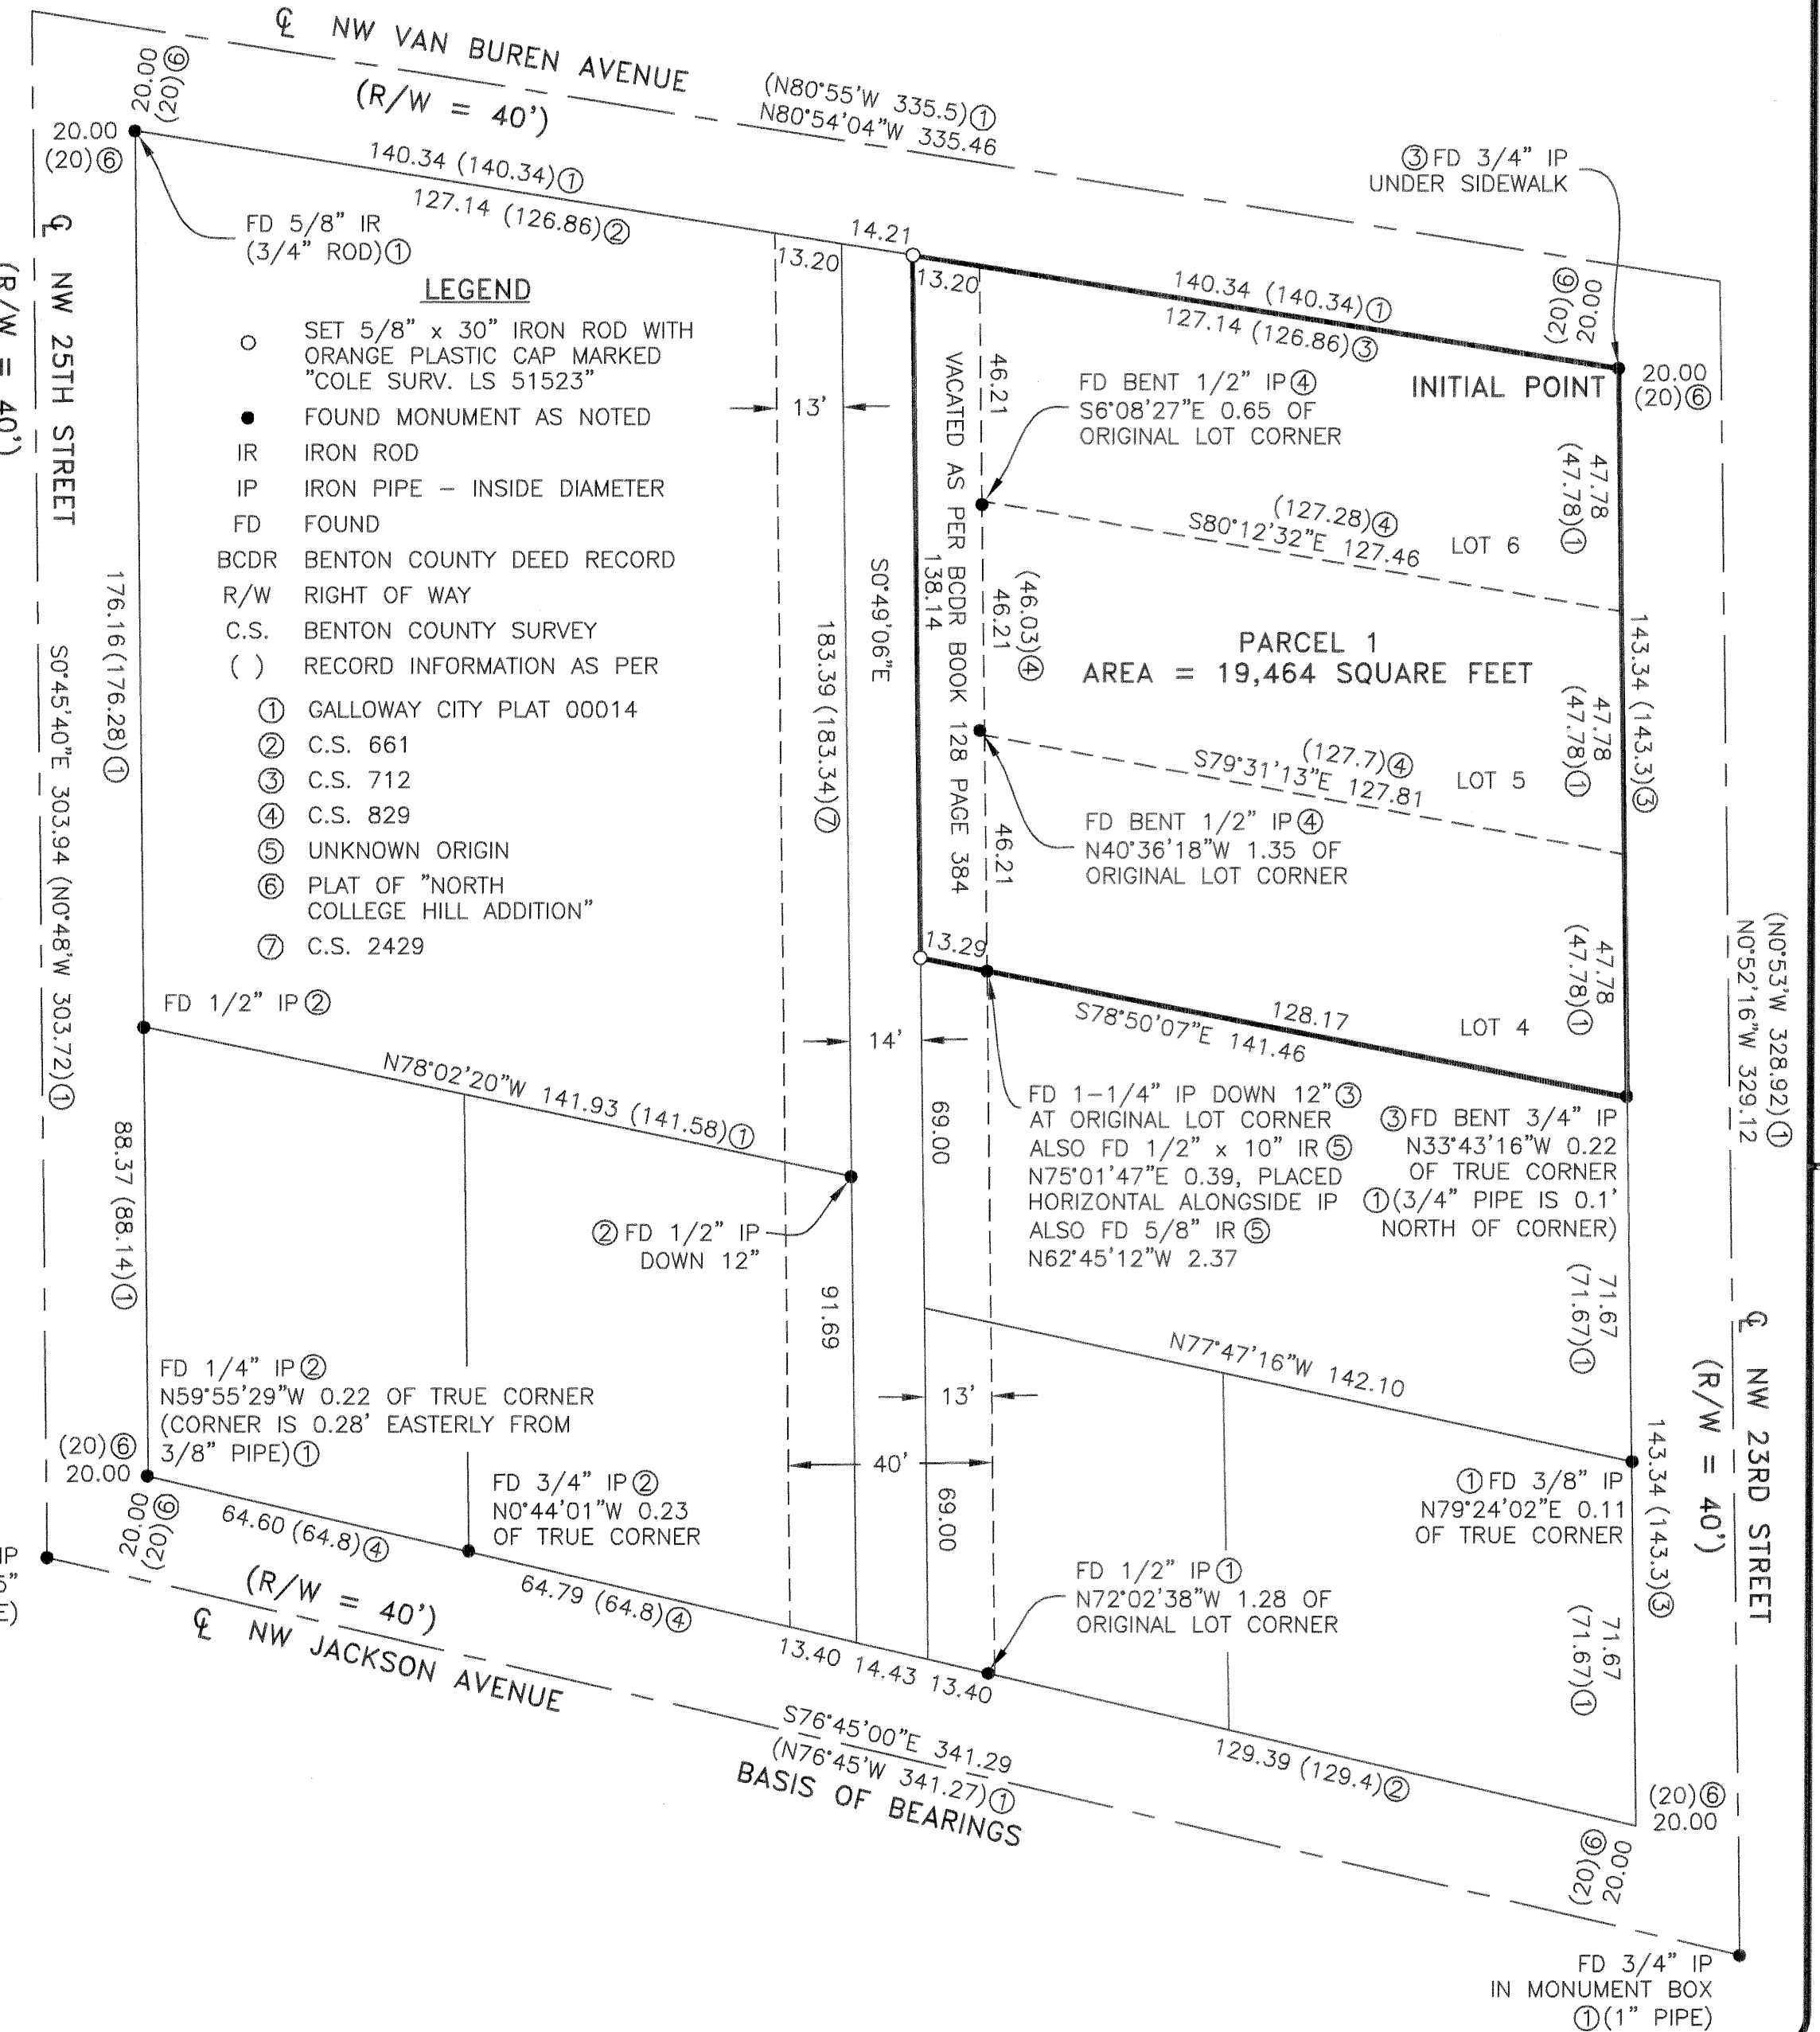 ℄ NW VAN BUREN AVENUE
(R/W = 40')
(N80°55'W 335.5)①
N80°54'04"W 335.46
20.00
(20)⑥
20.00
(20)⑥
140.34 (140.34)①
127.14 (126.86)②
FD 5/8" IR
(3/4" ROD)①
13.20
14.21
13.20
140.34 (140.34)①
127.14 (126.86)③
③FD 3/4" IP
UNDER SIDEWALK
20.00
(20)⑥
20.00
(20)⑥
INITIAL POINT
℄ NW 25TH STREET
(R/W = 40')
S0°45'40"E 303.94 (N0°48'W 303.72)①
176.16 (176.28)①
88.37 (88.14)①
LEGEND
○ SET 5/8" x 30" IRON ROD WITH
ORANGE PLASTIC CAP MARKED
"COLE SURV. LS 51523"
● FOUND MONUMENT AS NOTED
IR IRON ROD
IP IRON PIPE – INSIDE DIAMETER
FD FOUND
BCDR BENTON COUNTY DEED RECORD
R/W RIGHT OF WAY
C.S. BENTON COUNTY SURVEY
( ) RECORD INFORMATION AS PER
① GALLOWAY CITY PLAT 00014
② C.S. 661
③ C.S. 712
④ C.S. 829
⑤ UNKNOWN ORIGIN
⑥ PLAT OF "NORTH
COLLEGE HILL ADDITION"
⑦ C.S. 2429
13'
183.39 (183.34)⑦
S0°49'06"E
138.14
VACATED AS PER BCDR BOOK 128 PAGE 384
46.21
(46.03)④
46.21
46.21
FD BENT 1/2" IP④
S6°08'27"E 0.65 OF
ORIGINAL LOT CORNER
(127.28)④
S80°12'32"E 127.46
LOT 6
47.78
(47.78)①
PARCEL 1
AREA = 19,464 SQUARE FEET
143.34 (143.3)③
47.78
(47.78)①
(127.7)④
S79°31'13"E 127.81
LOT 5
FD BENT 1/2" IP④
N40°36'18"W 1.35 OF
ORIGINAL LOT CORNER
47.78
(47.78)①
13.29
128.17
S78°50'07"E 141.46
LOT 4
(N0°53'W 328.92)①
N0°52'16"W 329.12
FD 1/2" IP②
N78°02'20"W 141.93 (141.58)①
14'
69.00
FD 1–1/4" IP DOWN 12"③
AT ORIGINAL LOT CORNER
ALSO FD 1/2" x 10" IR⑤
N75°01'47"E 0.39, PLACED
HORIZONTAL ALONGSIDE IP
ALSO FD 5/8" IR⑤
N62°45'12"W 2.37
③FD BENT 3/4" IP
N33°43'16"W 0.22
OF TRUE CORNER
①(3/4" PIPE IS 0.1'
NORTH OF CORNER)
②FD 1/2" IP
DOWN 12"
91.69
71.67
(71.67)①
N77°47'16"W 142.10
13'
40'
69.00
FD 1/4" IP②
N59°55'29"W 0.22 OF TRUE CORNER
(CORNER IS 0.28' EASTERLY FROM
3/8" PIPE)①
(20)⑥
20.00
20.00
(20)⑥
FD 3/4" IP②
N0°44'01"W 0.23
OF TRUE CORNER
64.60 (64.8)④
64.79 (64.8)④
①FD 3/8" IP
N79°24'02"E 0.11
OF TRUE CORNER
143.34 (143.3)③
71.67
(71.67)①
℄ NW 23RD STREET
(R/W = 40')
FD 1/2" IP①
N72°02'38"W 1.28 OF
ORIGINAL LOT CORNER
13.40
14.43
13.40
129.39 (129.4)②
(R/W = 40')
℄ NW JACKSON AVENUE
S76°45'00"E 341.29
(N76°45'W 341.27)①
BASIS OF BEARINGS
(20)⑥
20.00
20.00
(20)⑥
FD 3/4" IP
IN MONUMENT BOX
①(1" PIPE)
IP